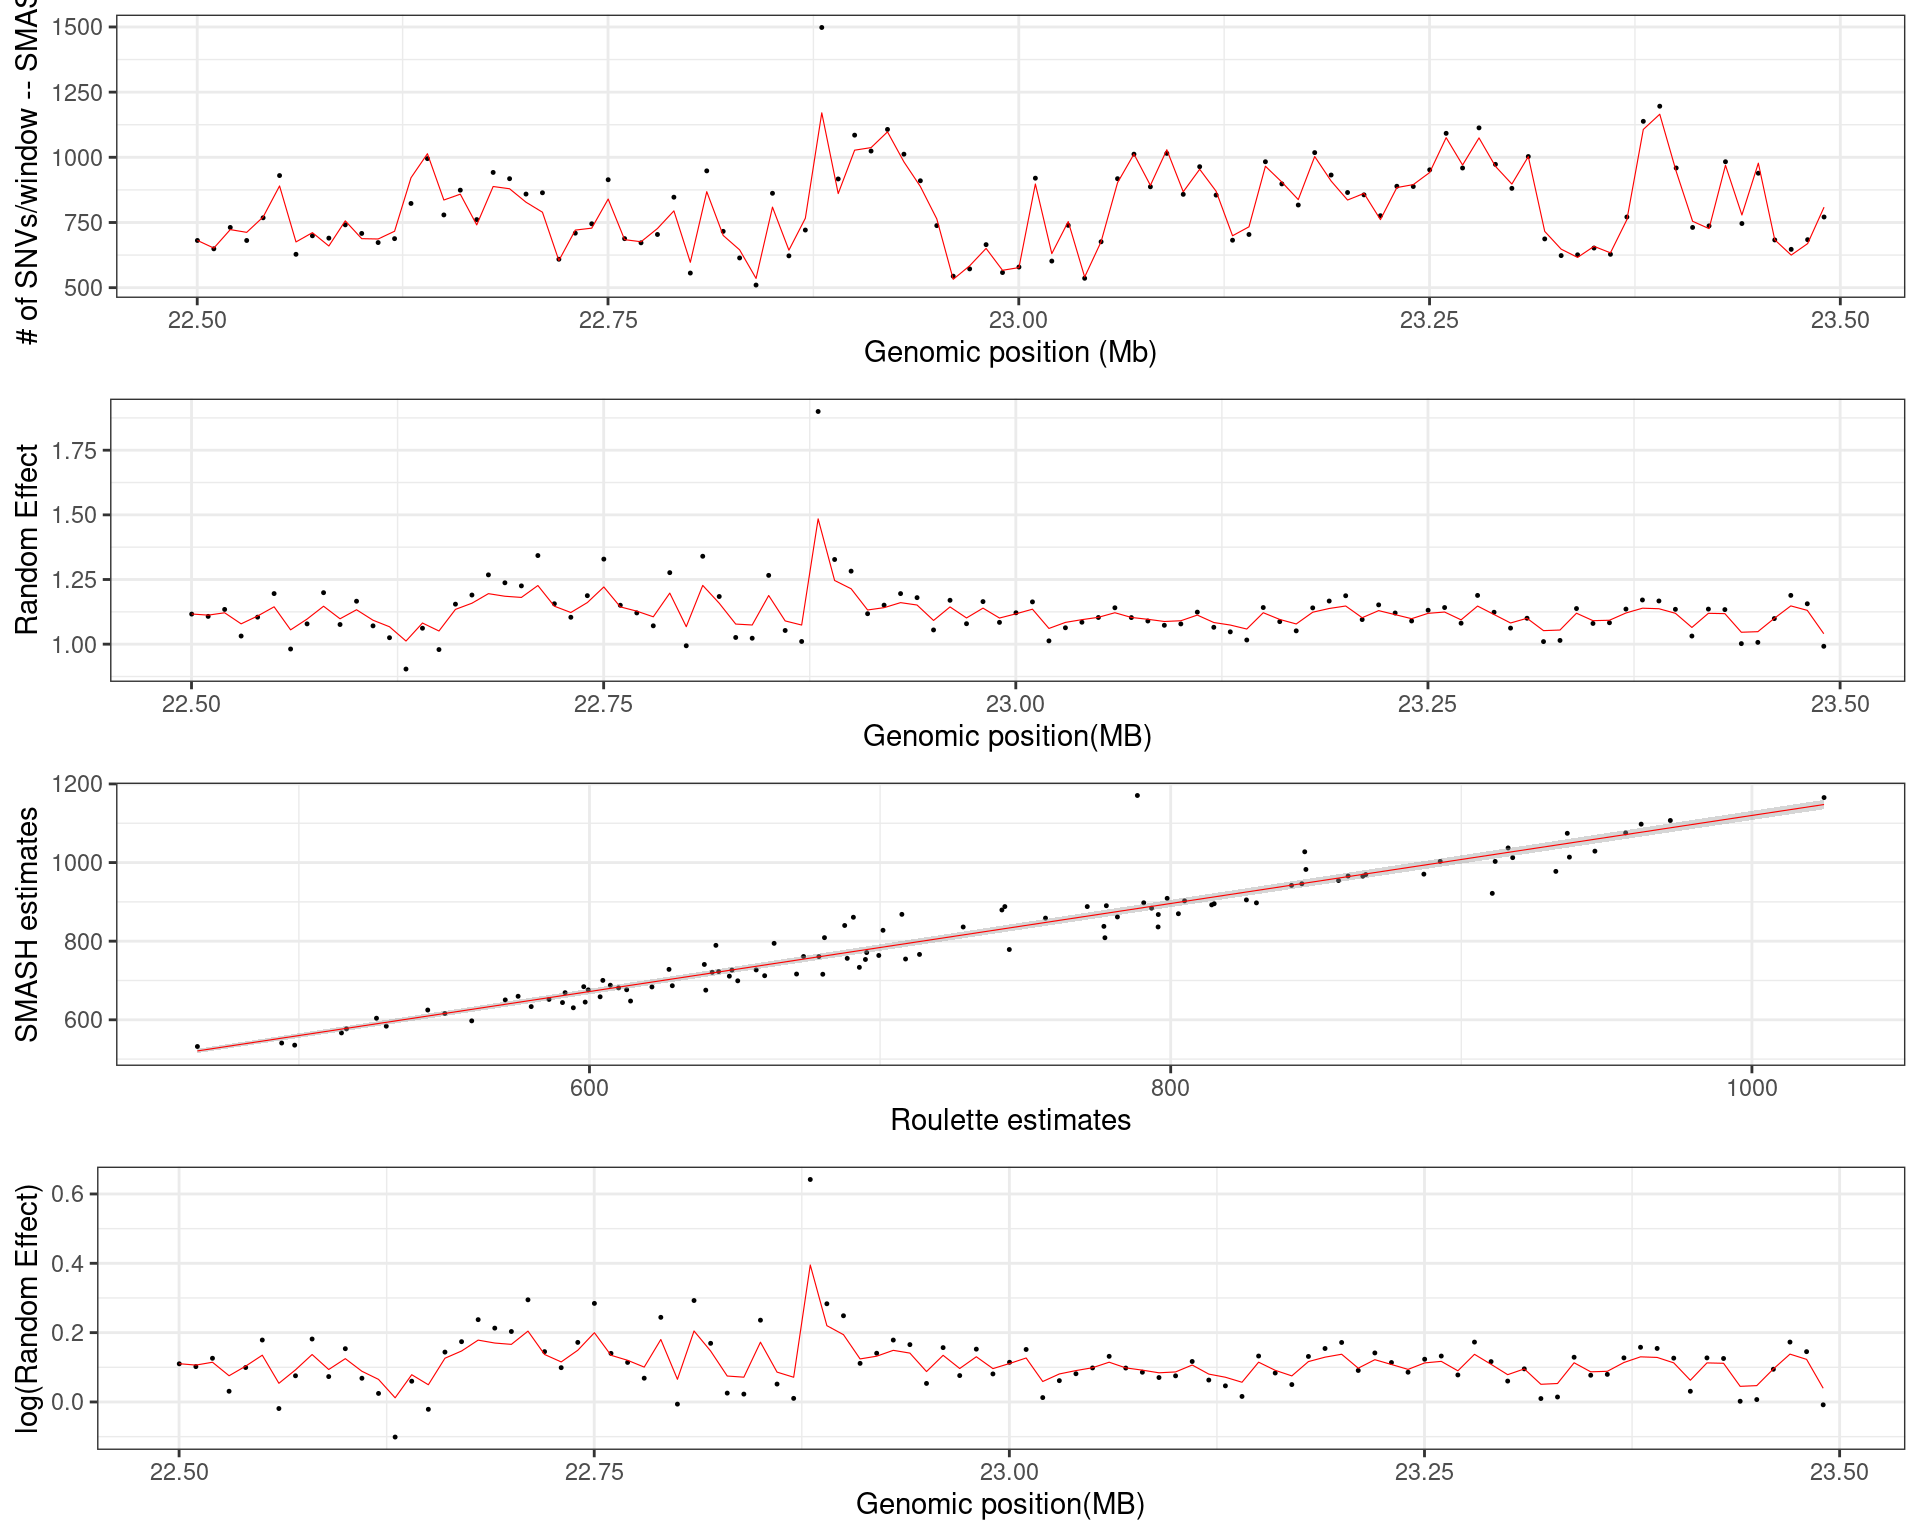 # of SNVs/window -- SMAS
1500
1250
1000
750
500
22.50 22.75 23.00 23.25 23.50
Genomic position (Mb)
Random Effect
1.75
1.50
1.25
1.00
22.50 22.75 23.00 23.25 23.50
Genomic position(MB)
SMASH estimates
1200
1000
800
600
600 800 1000
Roulette estimates
log(Random Effect)
0.6
0.4
0.2
0.0
22.50 22.75 23.00 23.25 23.50
Genomic position(MB)